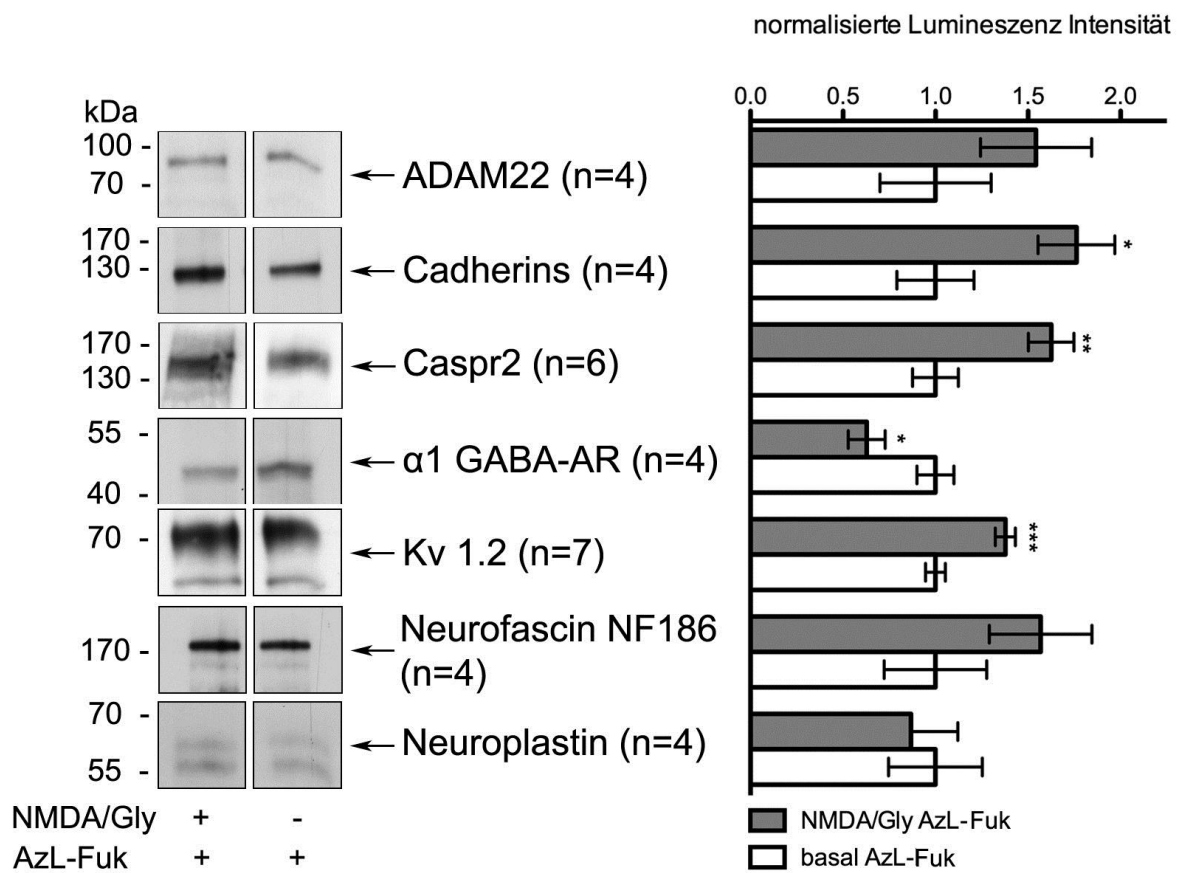 normalisierte Lumineszenz Intensität
0.0 0.5 1.0 1.5 2.0
kDa
100 -
70 -
ADAM22 (n=4)
170 -
130 -
Cadherins (n=4)
*
170 -
130 -
Caspr2 (n=6)
**
55 -
40 -
α1 GABA-AR (n=4)
*
70 -
Kv 1.2 (n=7)
***
170 -
Neurofascin NF186
(n=4)
70 -
55 -
Neuroplastin (n=4)
NMDA/Gly + -
AzL-Fuk + +
NMDA/Gly AzL-Fuk
basal AzL-Fuk